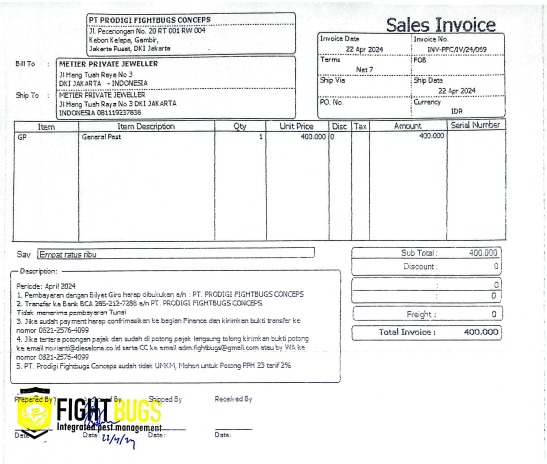 PT PRODIGI FIGHTBUGS CONCEPS
Jl. Pecenongan No. 20 RT 001 RW 004
Kebon Kelapa, Gambir,
Jakarta Pusat, DKI Jakarta
Sales Invoice
Invoice Date
22 Apr 2024
Invoice No.
INV-PFC/IV/24/059
Terms
Net 7
FOB
Ship Via
Ship Date
22 Apr 2024
PO. No.
Currency
IDR
Bill To :
METIER PRIVATE JEWELLER
Jl Hang Tuah Raya No 3
DKI JAKARTA - INDONESIA
Ship To :
METIER PRIVATE JEWELLER
Jl Hang Tuah Raya No 3 DKI JAKARTA
INDONESIA 081119237838
Item Item Description Qty Unit Price Disc Tax Amount Serial Number
GP General Pest 1 400.000 0 400.000
Say Empat ratus ribu
Sub Total : 400.000
Discount : 0
: 0
: 0
Freight : 0
Total Invoice : 400.000
Description:
Periode: April 2024
1. Pembayaran dengan Bilyet Giro harap dibukukan a/n : PT. PRODIGI FIGHTBUGS CONCEPS
2. Transfer ke Bank BCA 285-212-7288 a/n PT. PRODIGI FIGHTBUGS CONCEPS.
Tidak menerima pembayaran Tunai
3. Jika sudah payment harap confirmasikan ke bagian Finance dan kirimkan bukti transfer ke
nomor 0821-2576-4099
4. Jika tertera potongan pajak dan sudah di potong pajak langsung tolong kirimkan bukti potong
ke email novianti@disesalona.co.id serta CC ke email adm.fightbugs@gmail.com atau by WA ke
nomor 0821-2576-4099
5. PT. Prodigi Fightbugs Conceps sudah tidak UMKM, Mohon untuk Potong PPH 23 tarif 2%
Prepared By Approved By Shipped By Received By
FIGHT BUGS
Integrated pest management
Date: Date: Date: Date: